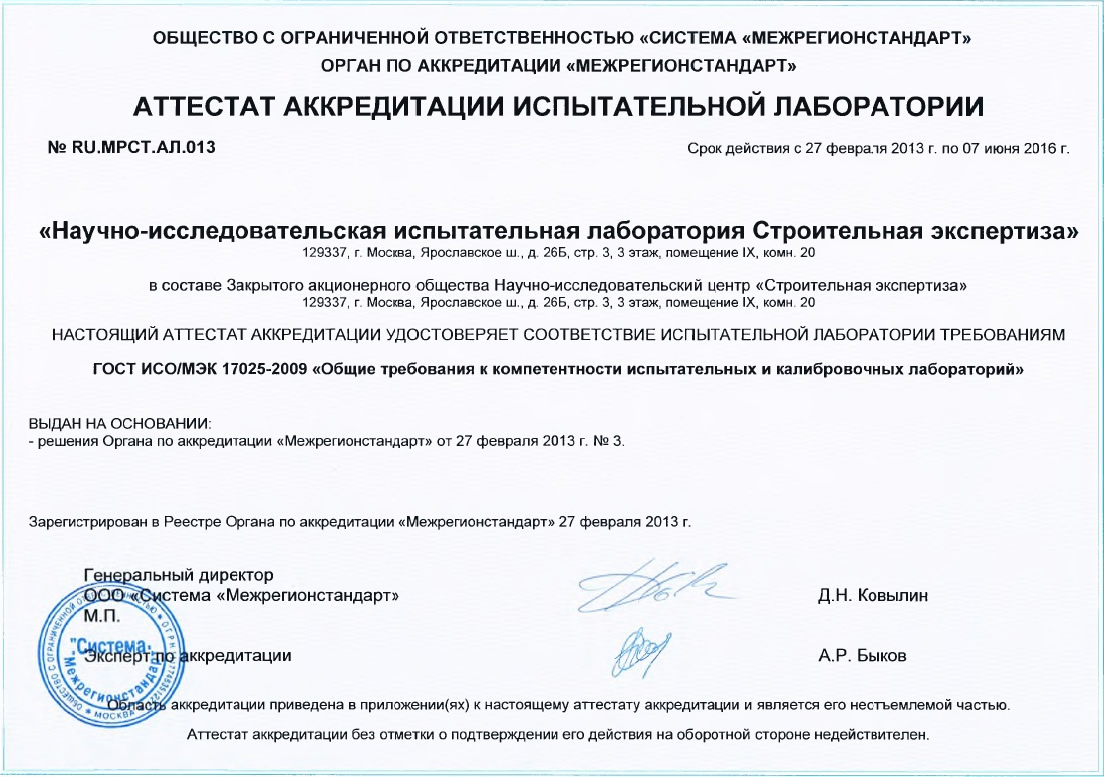 ОБЩЕСТВО С ОГРАНИЧЕННОЙ ОТВЕТСТВЕННОСТЬЮ «СИСТЕМА «МЕЖРЕГИОНСТАНДАРТ»
ОРГАН ПО АККРЕДИТАЦИИ «МЕЖРЕГИОНСТАНДАРТ»
АТТЕСТАТ АККРЕДИТАЦИИ ИСПЫТАТЕЛЬНОЙ ЛАБОРАТОРИИ
№ RU.МРСТ.АЛ.013
Срок действия с 27 февраля 2013 г. по 07 июня 2016 г.
«Научно-исследовательская испытательная лаборатория Строительная экспертиза»
129337, г. Москва, Ярославское ш., д. 26Б, стр. 3, 3 этаж, помещение IX, комн. 20
в составе Закрытого акционерного общества Научно-исследовательский центр «Строительная экспертиза»
129337, г. Москва, Ярославское ш., д. 26Б, стр. 3, 3 этаж, помещение IX, комн. 20
НАСТОЯЩИЙ АТТЕСТАТ АККРЕДИТАЦИИ УДОСТОВЕРЯЕТ СООТВЕТСТВИЕ ИСПЫТАТЕЛЬНОЙ ЛАБОРАТОРИИ ТРЕБОВАНИЯМ
ГОСТ ИСО/МЭК 17025-2009 «Общие требования к компетентности испытательных и калибровочных лабораторий»
ВЫДАН НА ОСНОВАНИИ:
- решения Органа по аккредитации «Межрегионстандарт» от 27 февраля 2013 г. № 3.
Зарегистрирован в Реестре Органа по аккредитации «Межрегионстандарт» 27 февраля 2013 г.
Генеральный директор
ООО «Система «Межрегионстандарт»
Д.Н. Ковылин
М.П.
Эксперт по аккредитации
А.Р. Быков
"Система
Межрегионстандарт
ОБЩЕСТВО С ОГРАНИЧЕННОЙ ОТВЕТСТВЕННОСТЬЮ
МОСКВА
Область аккредитации приведена в приложении(ях) к настоящему аттестату аккредитации и является его неотъемлемой частью.
Аттестат аккредитации без отметки о подтверждении его действия на оборотной стороне недействителен.